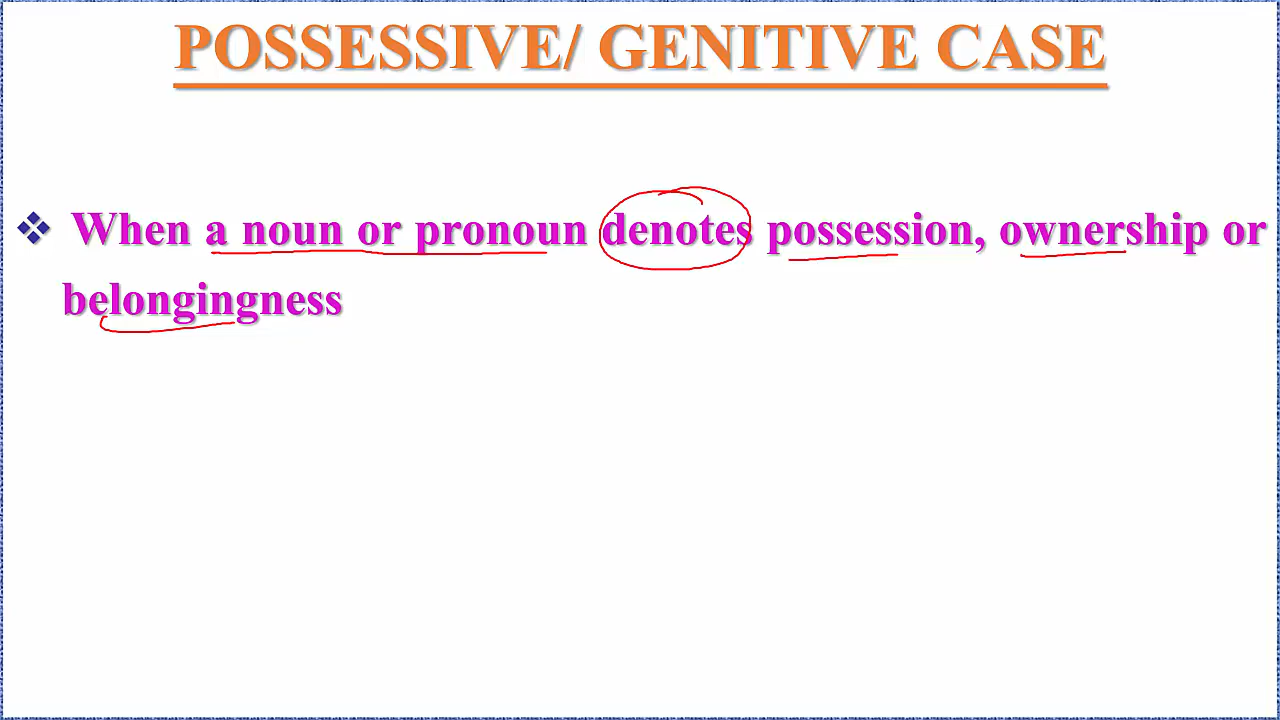 POSSESSIVE/ GENITIVE CASE
❖ When a noun or pronoun denotes possession, ownership or
belongingness